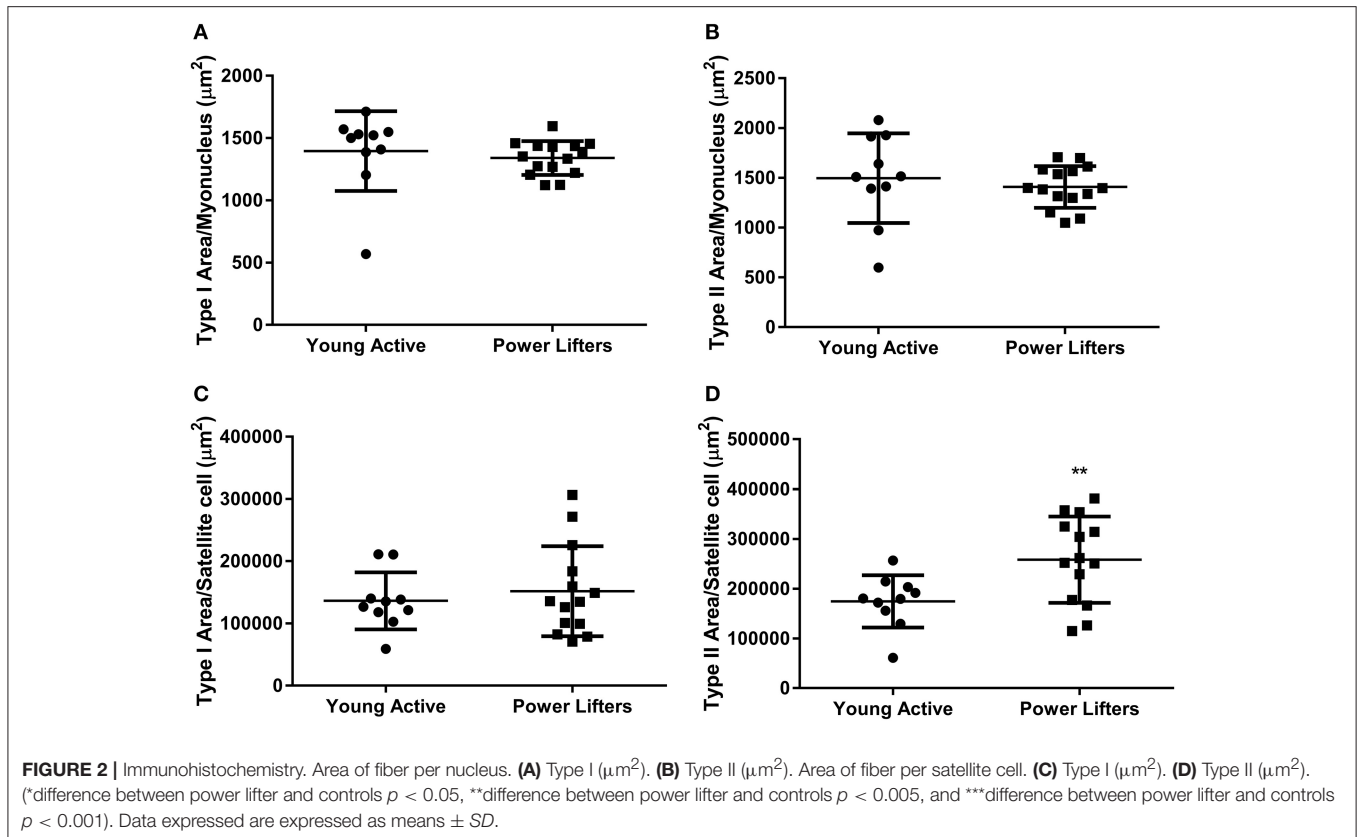 A
Type I Area/Myonucleus (μm²)
2000
1500
1000
500
0
Young Active
Power Lifters
B
Type II Area/Myonucleus (μm²)
2500
2000
1500
1000
500
0
Young Active
Power Lifters
C
Type I Area/Satellite cell (μm²)
400000
300000
200000
100000
0
Young Active
Power Lifters
D
Type II Area/Satellite cell (μm²)
500000
400000
300000
200000
100000
0
**
Young Active
Power Lifters
FIGURE 2 | Immunohistochemistry. Area of fiber per nucleus. (A) Type I (μm²). (B) Type II (μm²). Area of fiber per satellite cell. (C) Type I (μm²). (D) Type II (μm²).
(*difference between power lifter and controls p < 0.05, **difference between power lifter and controls p < 0.005, and ***difference between power lifter and controls
p < 0.001). Data expressed are expressed as means ± SD.